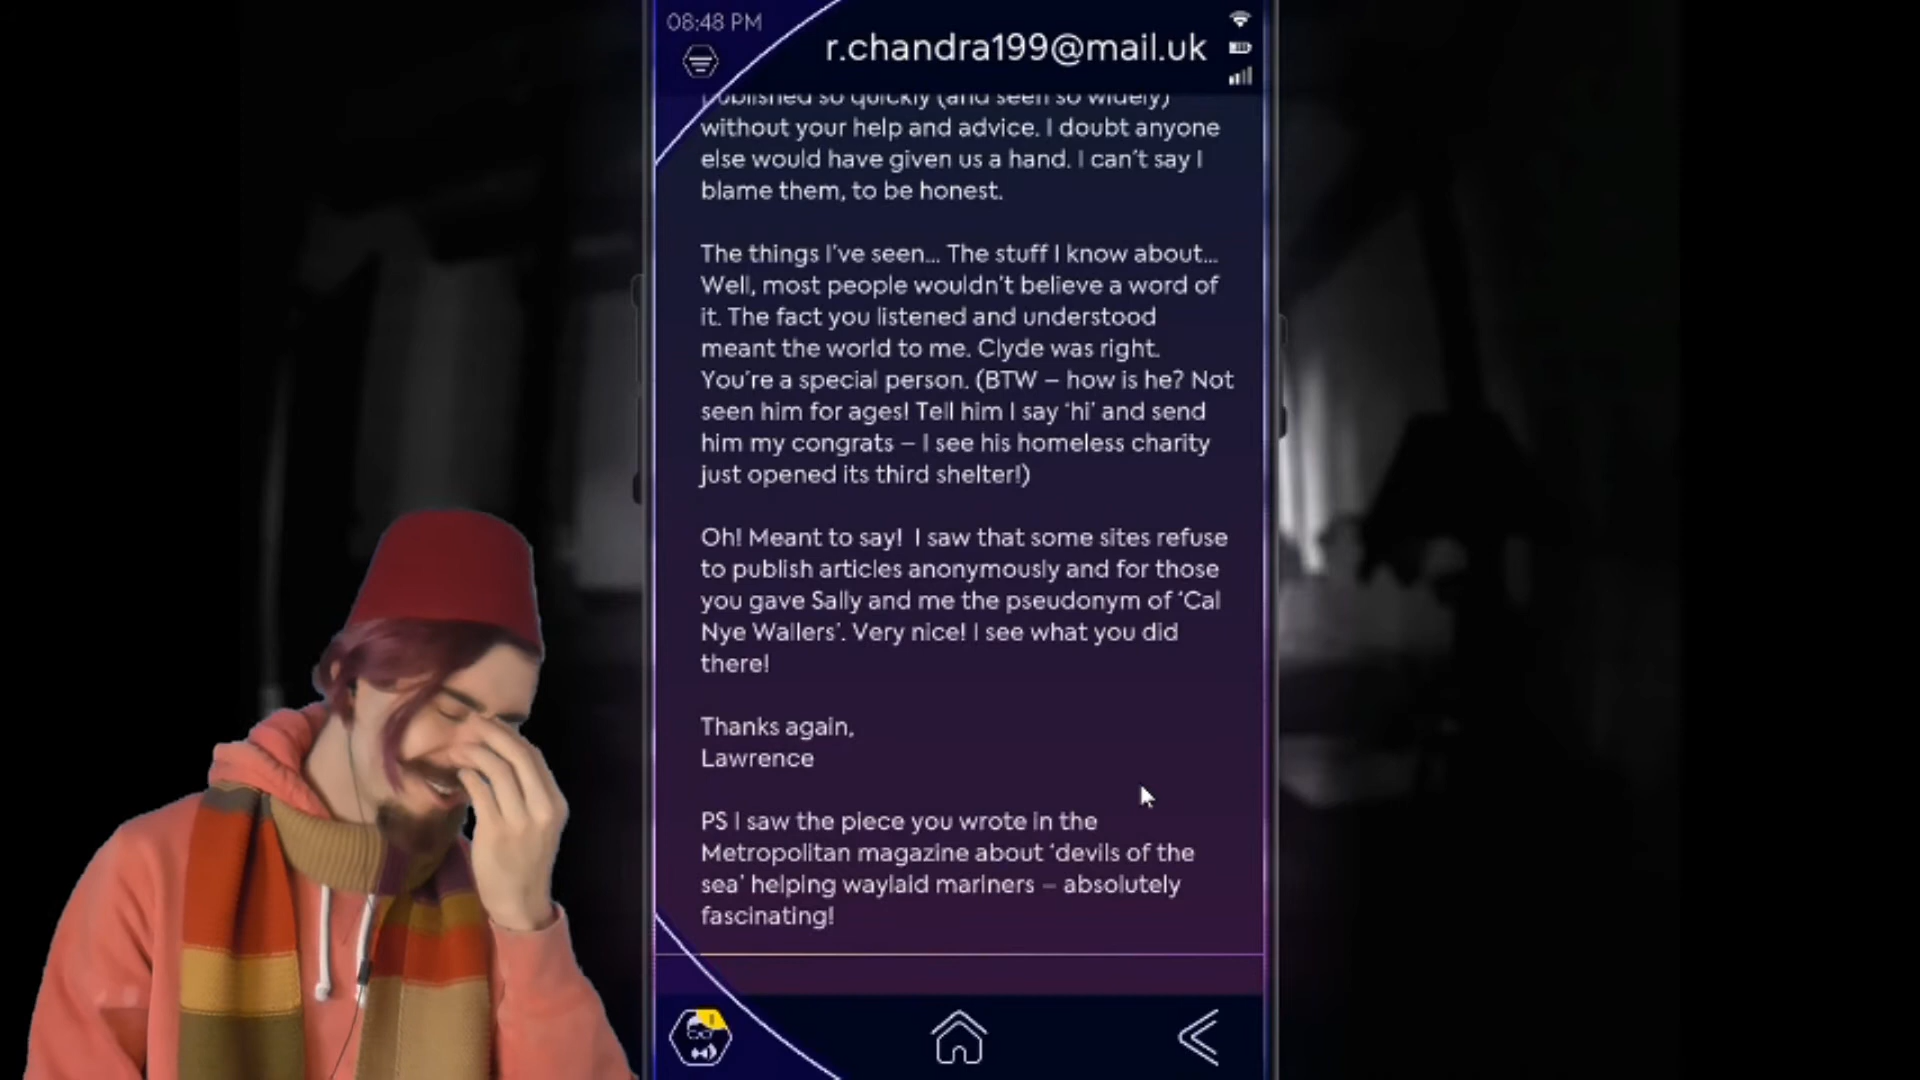 08:48 PM
r.chandra199@mail.uk
published so quickly (and seen so widely)
without your help and advice. I doubt anyone
else would have given us a hand. I can't say I
blame them, to be honest.
The things I've seen... The stuff I know about...
Well, most people wouldn't believe a word of
it. The fact you listened and understood
meant the world to me. Clyde was right.
You're a special person. (BTW – how is he? Not
seen him for ages! Tell him I say 'hi' and send
him my congrats – I see his homeless charity
just opened its third shelter!)
Oh! Meant to say!  I saw that some sites refuse
to publish articles anonymously and for those
you gave Sally and me the pseudonym of 'Cal
Nye Wallers'. Very nice! I see what you did
there!
Thanks again,
Lawrence
PS I saw the piece you wrote in the
Metropolitan magazine about 'devils of the
sea' helping waylaid mariners – absolutely
fascinating!